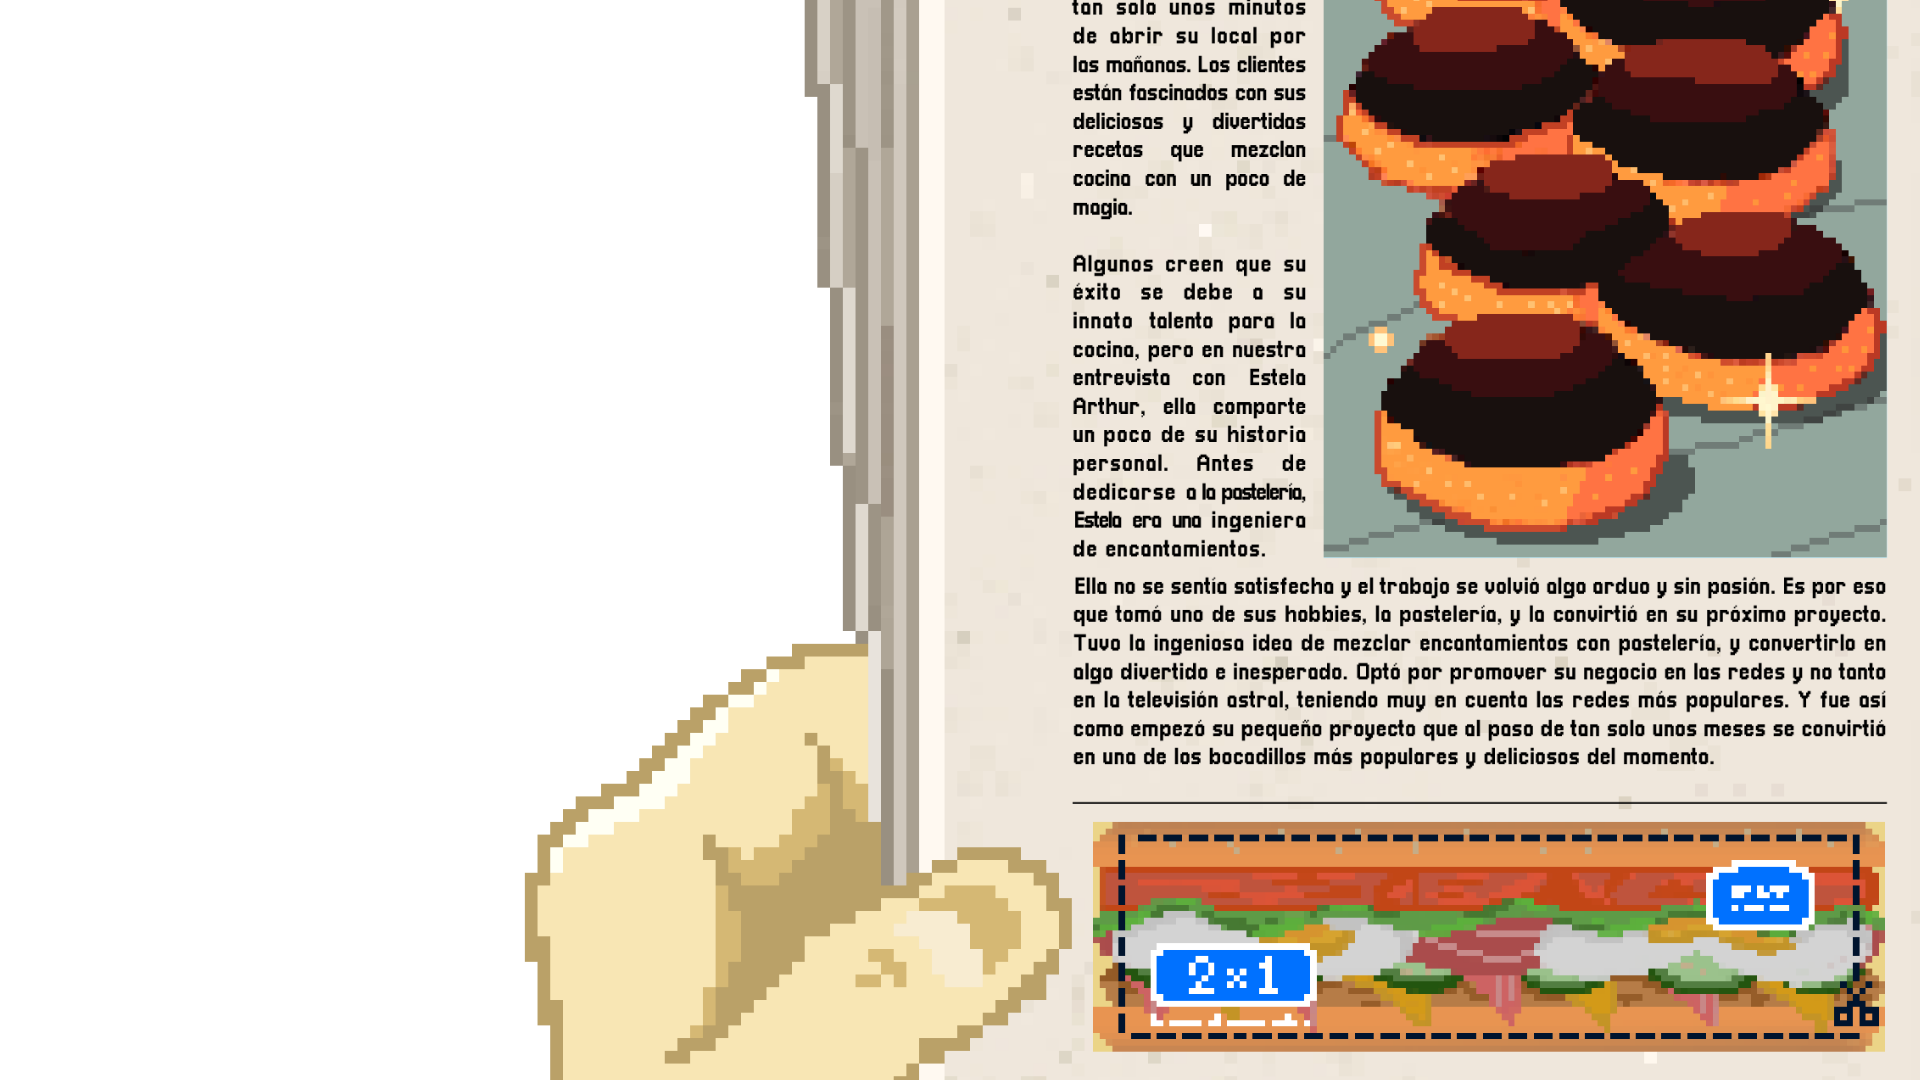 tan solo unos minutos
de abrir su local por
las mañanas. Los clientes
están fascinados con sus
deliciosas y divertidas
recetas que mezclan
cocina con un poco de
magia.
Algunos creen que su
éxito se debe a su
innato talento para la
cocina, pero en nuestra
entrevista con Estela
Arthur, ella comparte
un poco de su historia
personal. Antes de
dedicarse a la pastelería,
Estela era una ingeniera
de encantamientos.
Ella no se sentía satisfecha y el trabajo se volvió algo arduo y sin pasión. Es por eso
que tomó uno de sus hobbies, la pastelería, y la convirtió en su próximo proyecto.
Tuvo la ingeniosa idea de mezclar encantamientos con pastelería, y convertirlo en
algo divertido e inesperado. Optó por promover su negocio en las redes y no tanto
en la televisión astral, teniendo muy en cuenta las redes más populares. Y fue así
como empezó su pequeño proyecto que al paso de tan solo unos meses se convirtió
en una de los bocadillos más populares y deliciosos del momento.
2x1